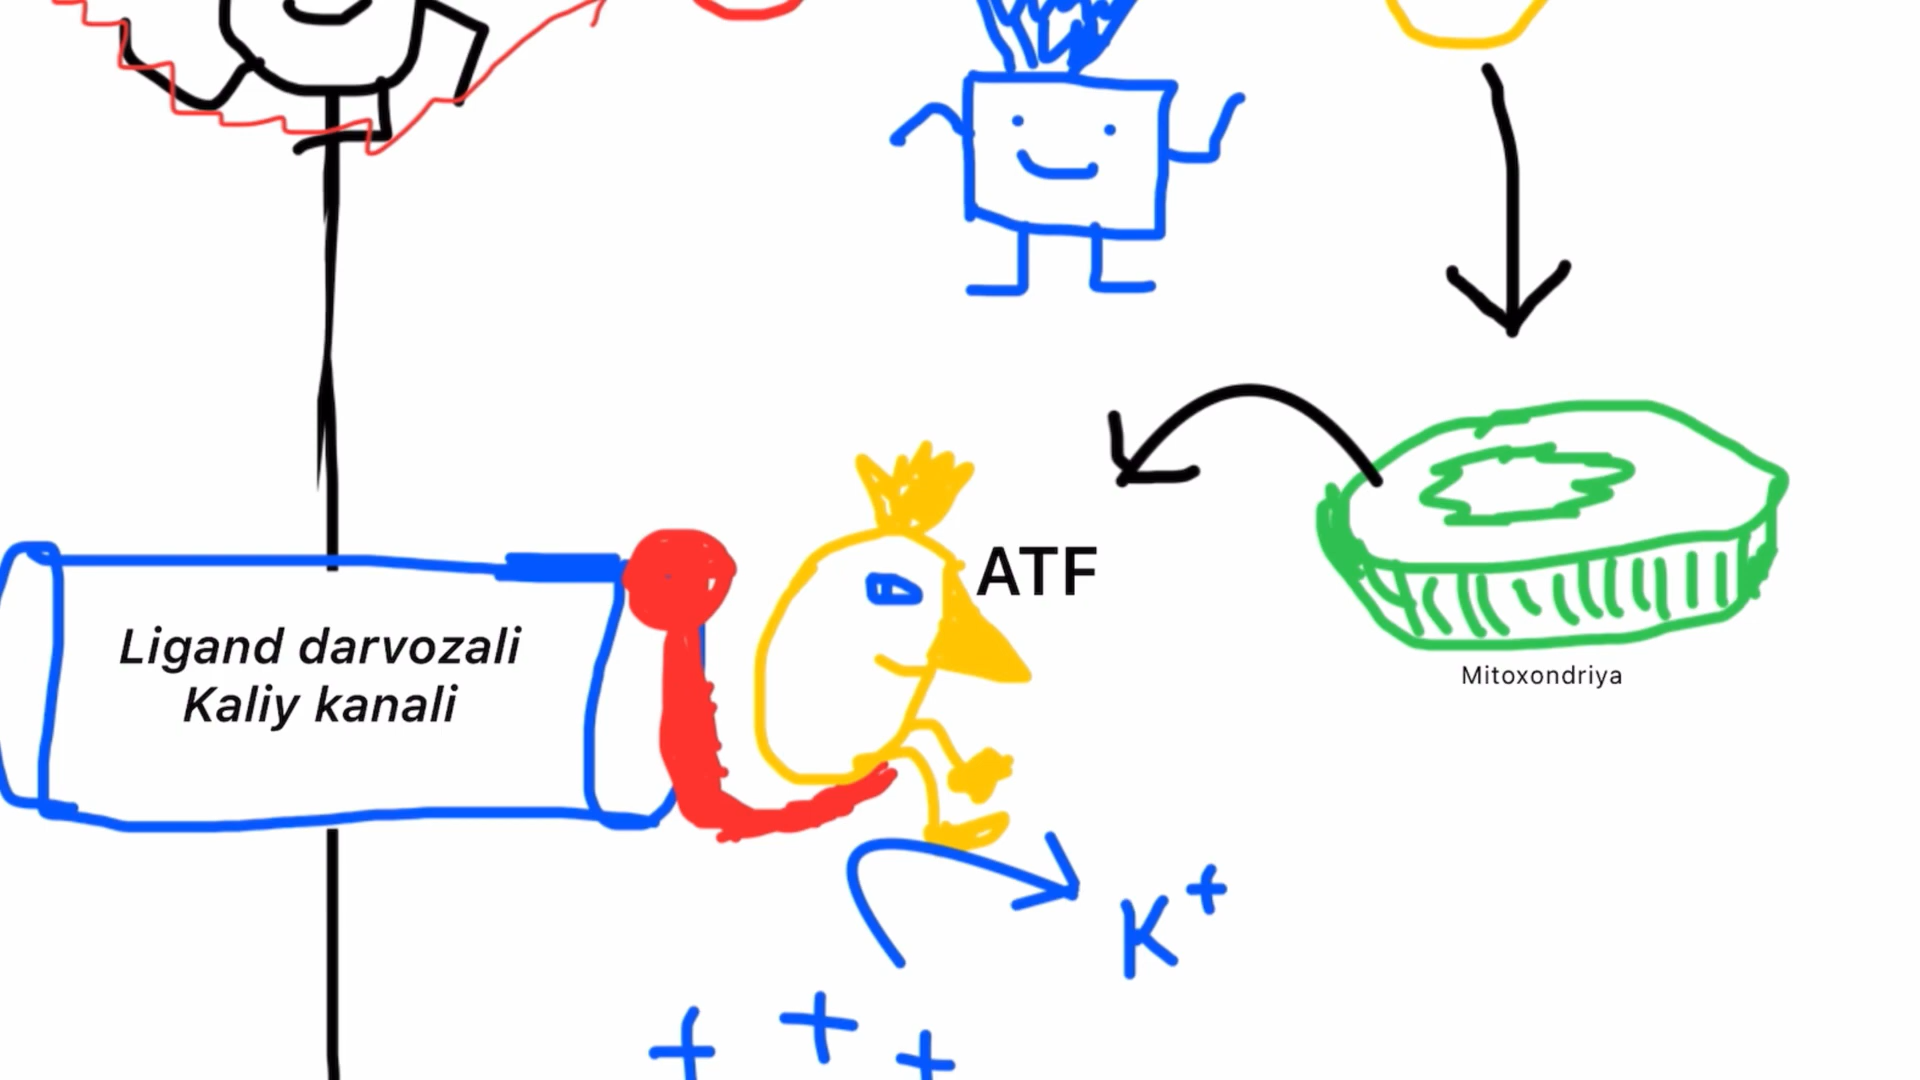 ATF
Ligand darvozali
Kaliy kanali
Mitoxondriya
K+
+ + +